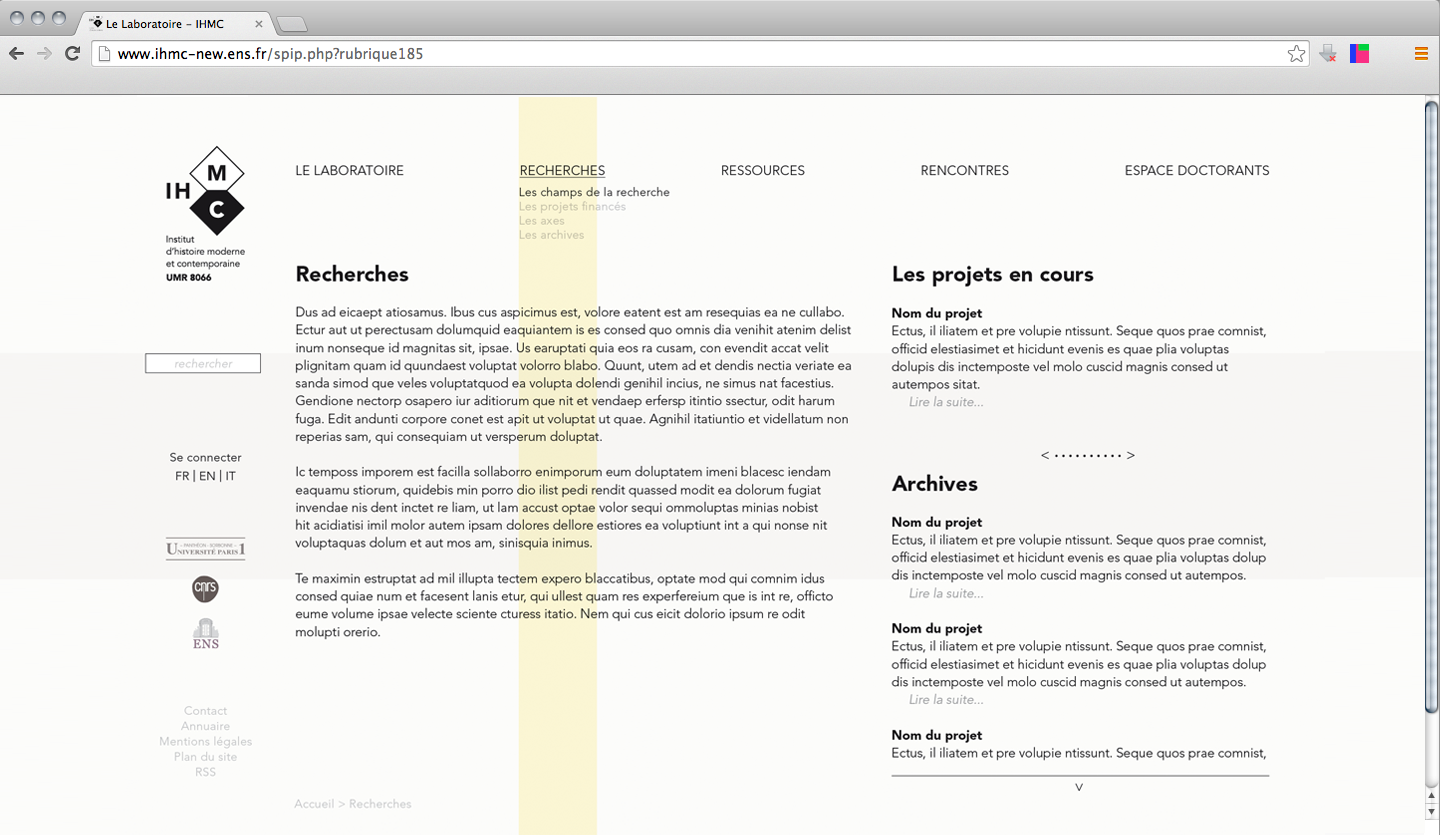 Le Laboratoire – IHMC
www.ihmc-new.ens.fr/spip.php?rubrique185
IH M C
Institut
d'histoire moderne
et contemporaine
UMR 8066
LE LABORATOIRE
RECHERCHES
RESSOURCES
RENCONTRES
ESPACE DOCTORANTS
Les champs de la recherche
Les projets financés
Les axes
Les archives
rechercher
Se connecter
FR | EN | IT
PANTHÉON - SORBONNE
UNIVERSITÉ PARIS 1
cnrs
ENS
Contact
Annuaire
Mentions légales
Plan du site
RSS
Recherches
Dus ad eicaept atiosamus. Ibus cus aspicimus est, volore eatent est am resequias ea ne cullabo.
Ectur aut ut perectusam dolumquid eaquiantem is es consed quo omnis dia venihit atenim delist
inum nonseque id magnitas sit, ipsae. Us earuptati quia eos ra cusam, con evendit accat velit
plignitam quam id quundaest voluptat volorro blabo. Quunt, utem ad et dendis nectia veriate ea
sanda simod que veles voluptatquod ea volupta dolendi genihil incius, ne simus nat facestius.
Gendione nectorp osapero iur aditiorum que nit et vendaep erfersp itintio ssectur, odit harum
fuga. Edit andunti corpore conet est apit ut voluptat ut quae. Agnihil itatiuntio et videllatum non
reperias sam, qui consequiam ut versperum doluptat.
Ic temposs imporem est facilla sollaborro enimporum eum doluptatem imeni blacesc iendam
eaquamu stiorum, quidebis min porro dio ilist pedi rendit quassed modit ea dolorum fugiat
invendae nis dent inctet re liam, ut lam accust optae volor sequi ommoluptas minias nobist
hit acidiatisi imil molor autem ipsam dolores dellore estiores ea voluptiunt int a qui nonse nit
voluptaquas dolum et aut mos am, sinisquia inimus.
Te maximin estruptat ad mil illupta tectem expero blaccatibus, optate mod qui comnim idus
consed quiae num et facesent lanis etur, qui ullest quam res experfereium que is int re, officto
eume volume ipsae velecte sciente cturess itatio. Nem qui cus eicit dolorio ipsum re odit
molupti orerio.
Accueil > Recherches
Les projets en cours
Nom du projet
Ectus, il iliatem et pre volupie ntissunt. Seque quos prae comnist,
officid elestiasimet et hicidunt evenis es quae plia voluptas
dolupis dis inctemposte vel molo cuscid magnis consed ut
autempos sitat.
Lire la suite...
< •••••••••• >
Archives
Nom du projet
Ectus, il iliatem et pre volupie ntissunt. Seque quos prae comnist,
officid elestiasimet et hicidunt evenis es quae plia voluptas dolup
dis inctemposte vel molo cuscid magnis consed ut autempos.
Lire la suite...
Nom du projet
Ectus, il iliatem et pre volupie ntissunt. Seque quos prae comnist,
officid elestiasimet et hicidunt evenis es quae plia voluptas dolup
dis inctemposte vel molo cuscid magnis consed ut autempos.
Lire la suite...
Nom du projet
Ectus, il iliatem et pre volupie ntissunt. Seque quos prae comnist,
V